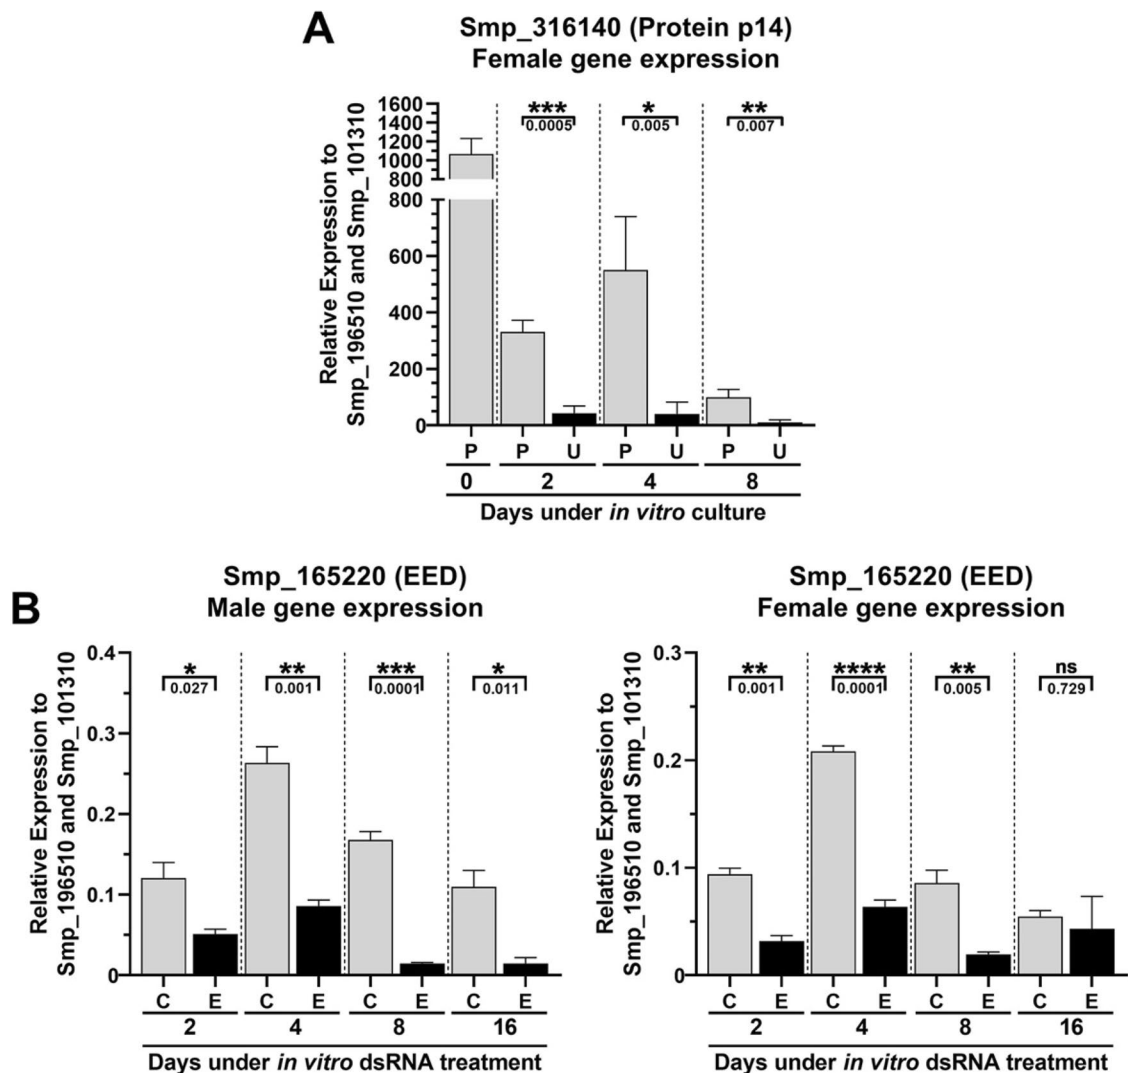 A
Smp_316140 (Protein p14)
Female gene expression
Relative Expression to
Smp_196510 and Smp_101310
1600
1400
1200
1000
800
800
600
400
200
0
***
0.0005
*
0.005
**
0.007
P P U P U P U
0 2 4 8
Days under in vitro culture
B
Smp_165220 (EED)
Male gene expression
Relative Expression to
Smp_196510 and Smp_101310
0.4
0.3
0.2
0.1
0
*
0.027
**
0.001
***
0.0001
*
0.011
C E C E C E C E
2 4 8 16
Days under in vitro dsRNA treatment
Smp_165220 (EED)
Female gene expression
Relative Expression to
Smp_196510 and Smp_101310
0.3
0.2
0.1
0
**
0.001
****
0.0001
**
0.005
ns
0.729
C E C E C E C E
2 4 8 16
Days under in vitro dsRNA treatment